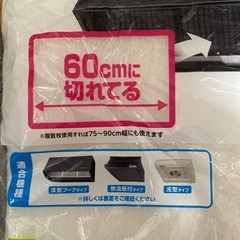 60cmに
切れてる
※複数枚使用すれば75~90cm幅にも使えます
適合機種
深型ブーツタイプ
整流板付タイプ
浅型タイプ
※詳しくは裏面をご確認ください